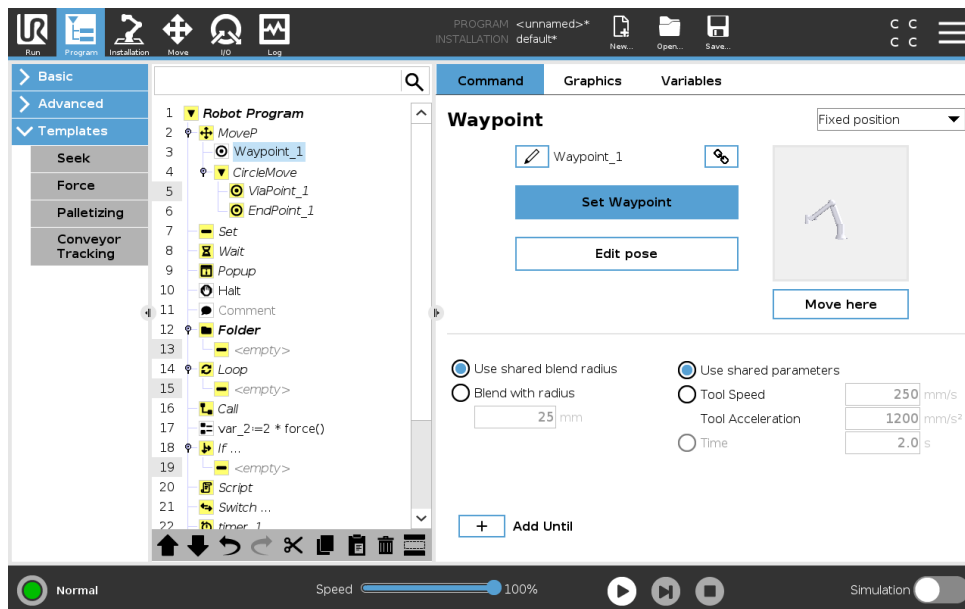 PROGRAM <unnamed>*
INSTALLATION default*
Run Program Installation Move I/O Log New... Open... Save...
C C
C C
Basic
Advanced
Templates
Seek
Force
Palletizing
Conveyor
Tracking
1 Robot Program
2 MoveP
3 Waypoint_1
4 CircleMove
5 ViaPoint_1
6 EndPoint_1
7 Set
8 Wait
9 Popup
10 Halt
11 Comment
12 Folder
13 <empty>
14 Loop
15 <empty>
16 Call
17 var_2:=2 * force()
18 If ...
19 <empty>
20 Script
21 Switch ...
22 timer_1
Command Graphics Variables
Waypoint
Fixed position
Waypoint_1
Set Waypoint
Edit pose
Move here
Use shared blend radius
Blend with radius
25 mm
Use shared parameters
Tool Speed 250 mm/s
Tool Acceleration 1200 mm/s²
Time 2.0 s
+ Add Until
Normal
Speed 100%
Simulation